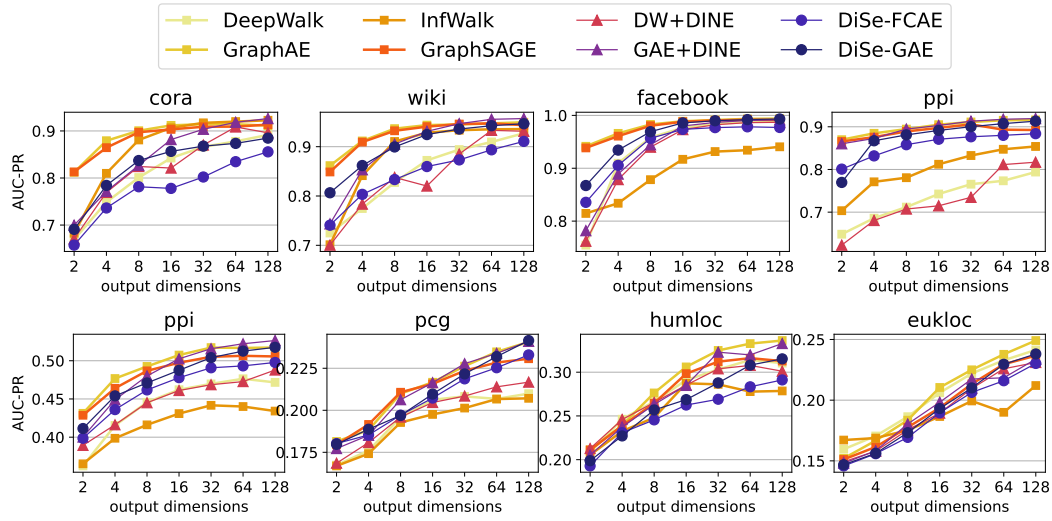 DeepWalk InfWalk DW+DINE DiSe-FCAE
GraphAE GraphSAGE GAE+DINE DiSe-GAE
cora wiki facebook ppi
AUC-PR
0.9 0.8 0.7
2 4 8 16 32 64 128
output dimensions
0.9 0.8 0.7
2 4 8 16 32 64 128
output dimensions
1.0 0.9 0.8
2 4 8 16 32 64 128
output dimensions
0.9 0.8 0.7
2 4 8 16 32 64 128
output dimensions
ppi pcg humloc eukloc
AUC-PR
0.50 0.45 0.40
2 4 8 16 32 64 128
output dimensions
0.225 0.200 0.175
2 4 8 16 32 64 128
output dimensions
0.30 0.25 0.20
2 4 8 16 32 64 128
output dimensions
0.25 0.20 0.15
2 4 8 16 32 64 128
output dimensions